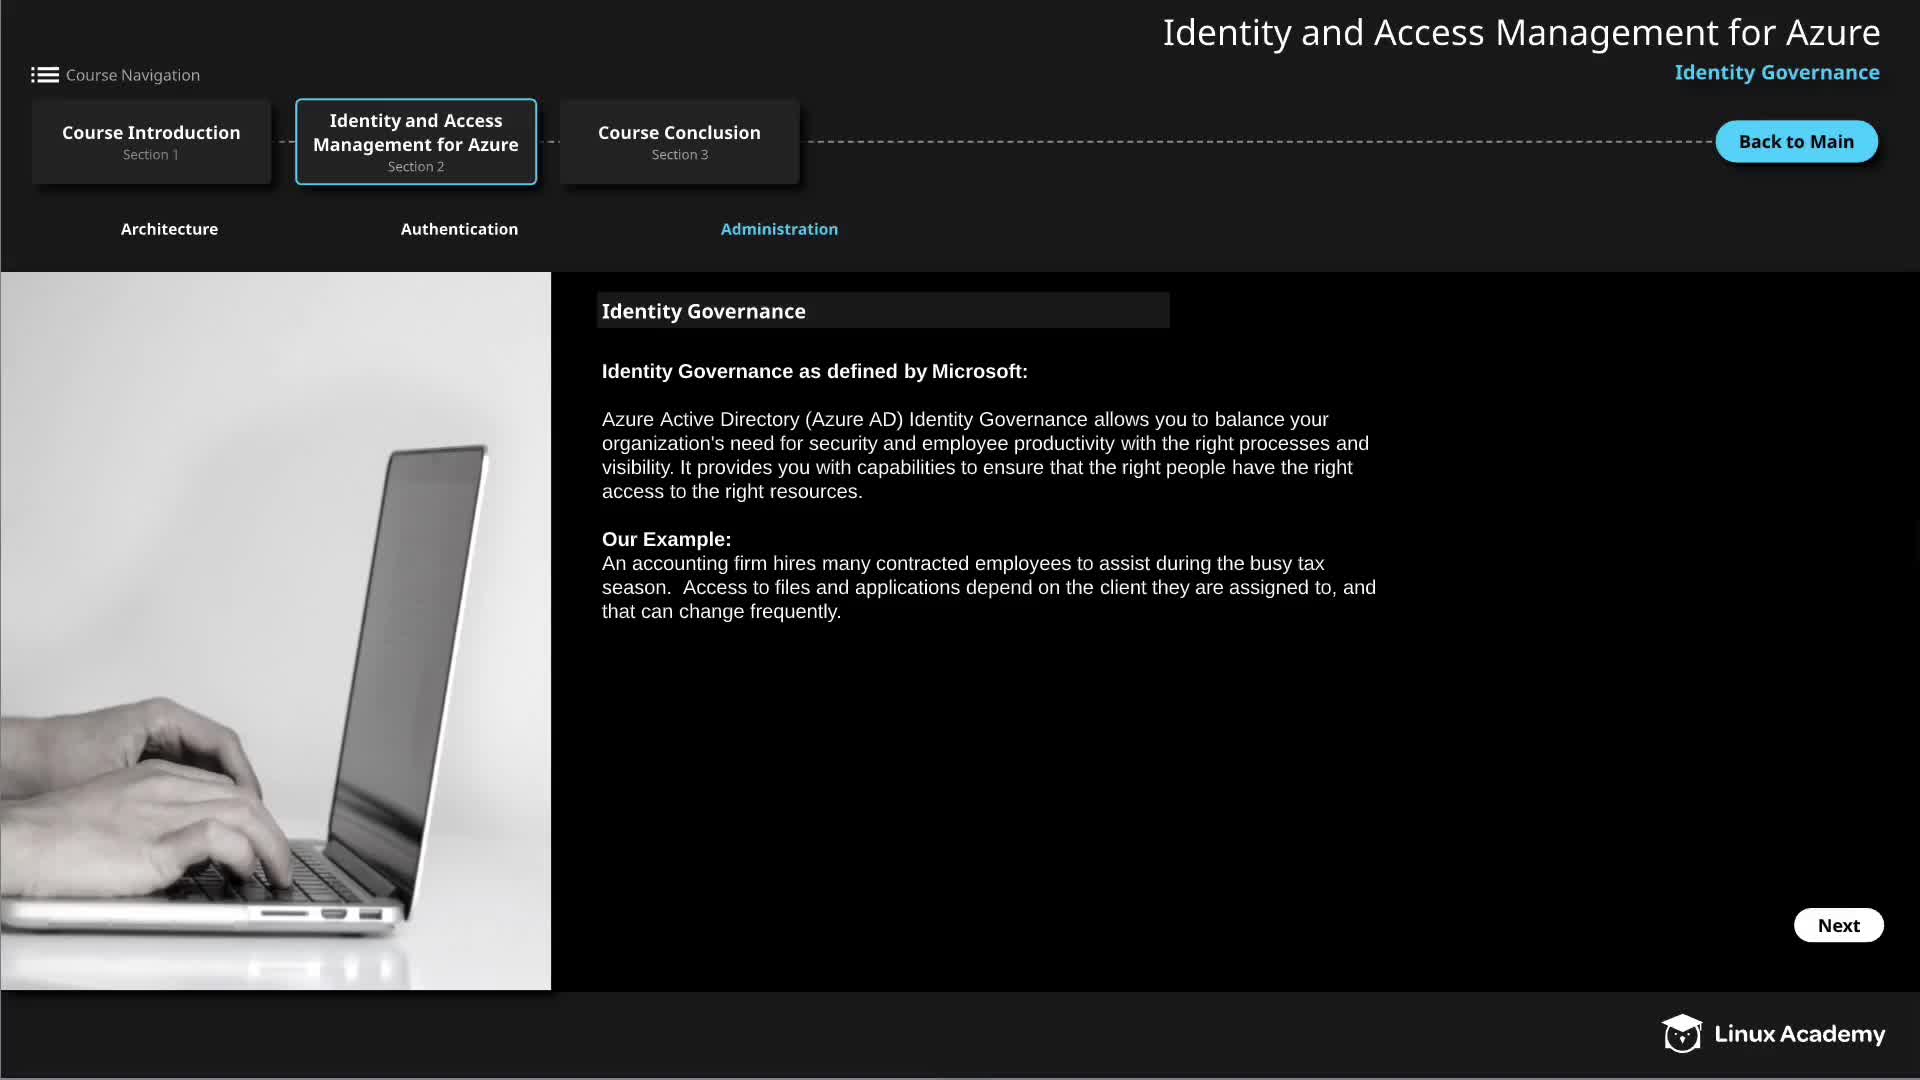 Identity and Access Management for Azure
Identity Governance
Course Navigation
Course Introduction
Section 1
Identity and Access
Management for Azure
Section 2
Course Conclusion
Section 3
Back to Main
Architecture
Authentication
Administration
Identity Governance
Identity Governance as defined by Microsoft:
Azure Active Directory (Azure AD) Identity Governance allows you to balance your
organization's need for security and employee productivity with the right processes and
visibility. It provides you with capabilities to ensure that the right people have the right
access to the right resources.
Our Example:
An accounting firm hires many contracted employees to assist during the busy tax
season.  Access to files and applications depend on the client they are assigned to, and
that can change frequently.
Next
Linux Academy